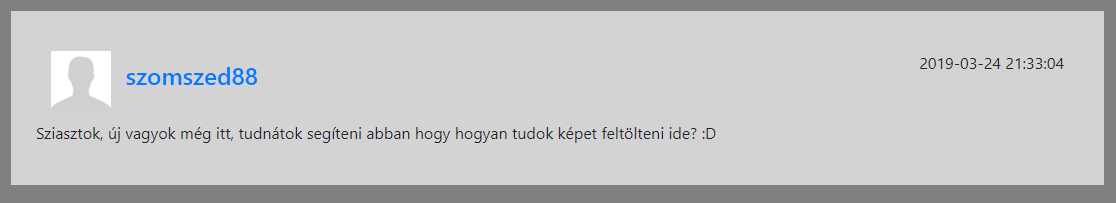 szomszed88
2019-03-24 21:33:04
Sziasztok, új vagyok még itt, tudnátok segíteni abban hogy hogyan tudok képet feltölteni ide? :D